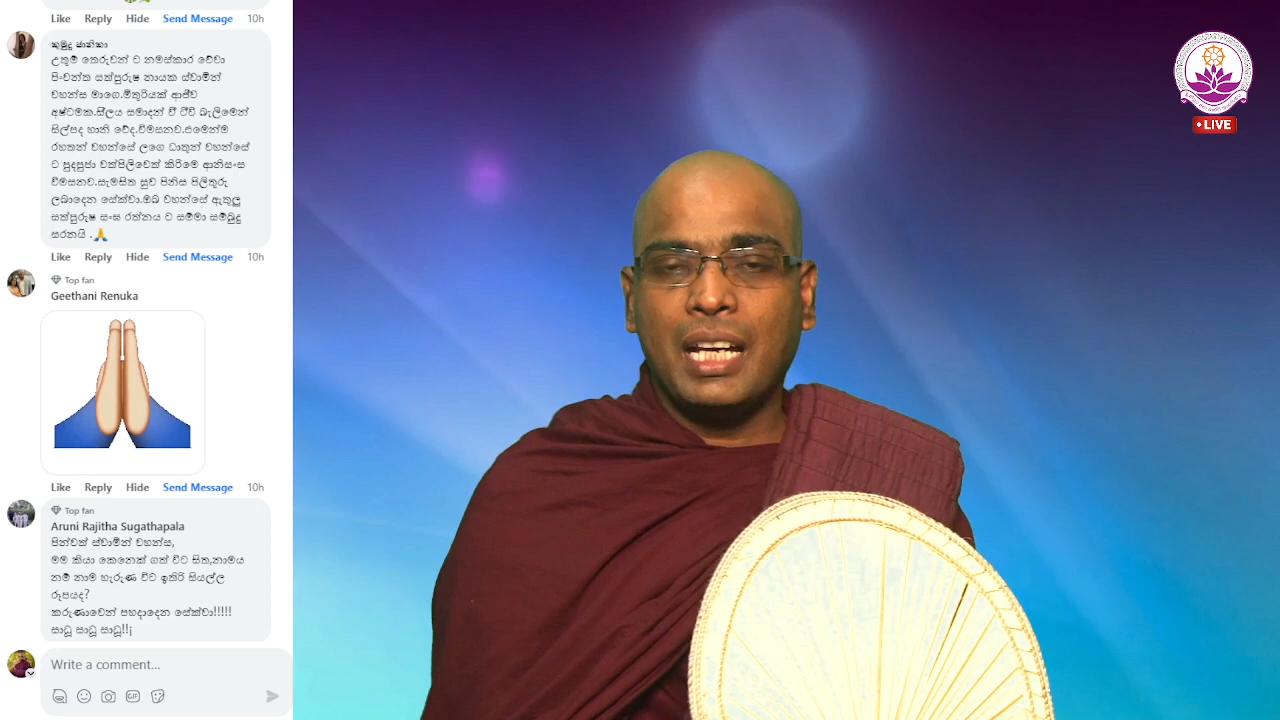 Like Reply Hide Send Message 10h
කුමුදු ජානිකා
උතුම් තෙරුවන් ට නමස්කාර වේවා
පිංවන්ත සත්පුරුෂ නායක ස්වාමීන්
වහන්ස මාගෙ.මිතුරියක් ආජීව
අෂ්ටමක.සීලය සමාදන් වී ටීවී බැලිමෙන්
සිල්පද හානි වේද.විමසනව.එමෙන්ම
රහතන් වහන්සේ ලගෙ ධාතූන් වහන්සේ
ට පුදපුජා වත්පිලිවෙත් කිරිමෙ ආනිසංස
විමසනව.සැමසිත සුව පිනිස පිලිතුරු
ලබාදෙන සේක්වා.ඔබ වහන්සේ ඇතුලු
සත්පුරුෂ සංඝ රත්නය ට සම්මා සම්බුදු
සරනයි .🙏
Like Reply Hide Send Message 10h
Top fan
Geethani Renuka
Like Reply Hide Send Message 10h
Top fan
Aruni Rajitha Sugathapala
පින්වත් ස්වාමීන් වහන්ස,
මම කියා කෙනෙක් ගත් විට සිත,නාමය
නම් නාම හැරුණ විට ඉතිරි සියල්ල
රූපයද?
කරුණාවෙන් පහදාදෙන සේක්වා!!!!!
සාධූ සාධූ සාධූ!!¡
Write a comment...
GIF
• LIVE